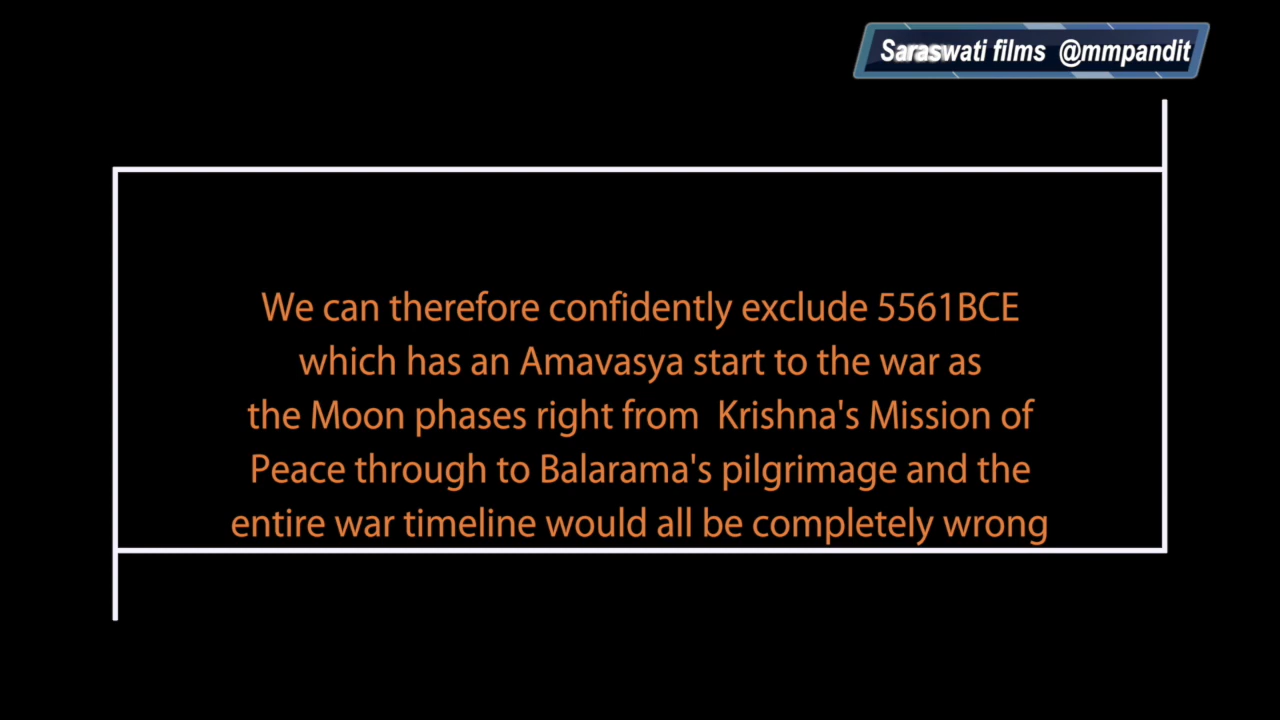 Saraswati films @mmpandit
We can therefore confidently exclude 5561BCE
which has an Amavasya start to the war as
the Moon phases right from Krishna's Mission of
Peace through to Balarama's pilgrimage and the
entire war timeline would all be completely wrong